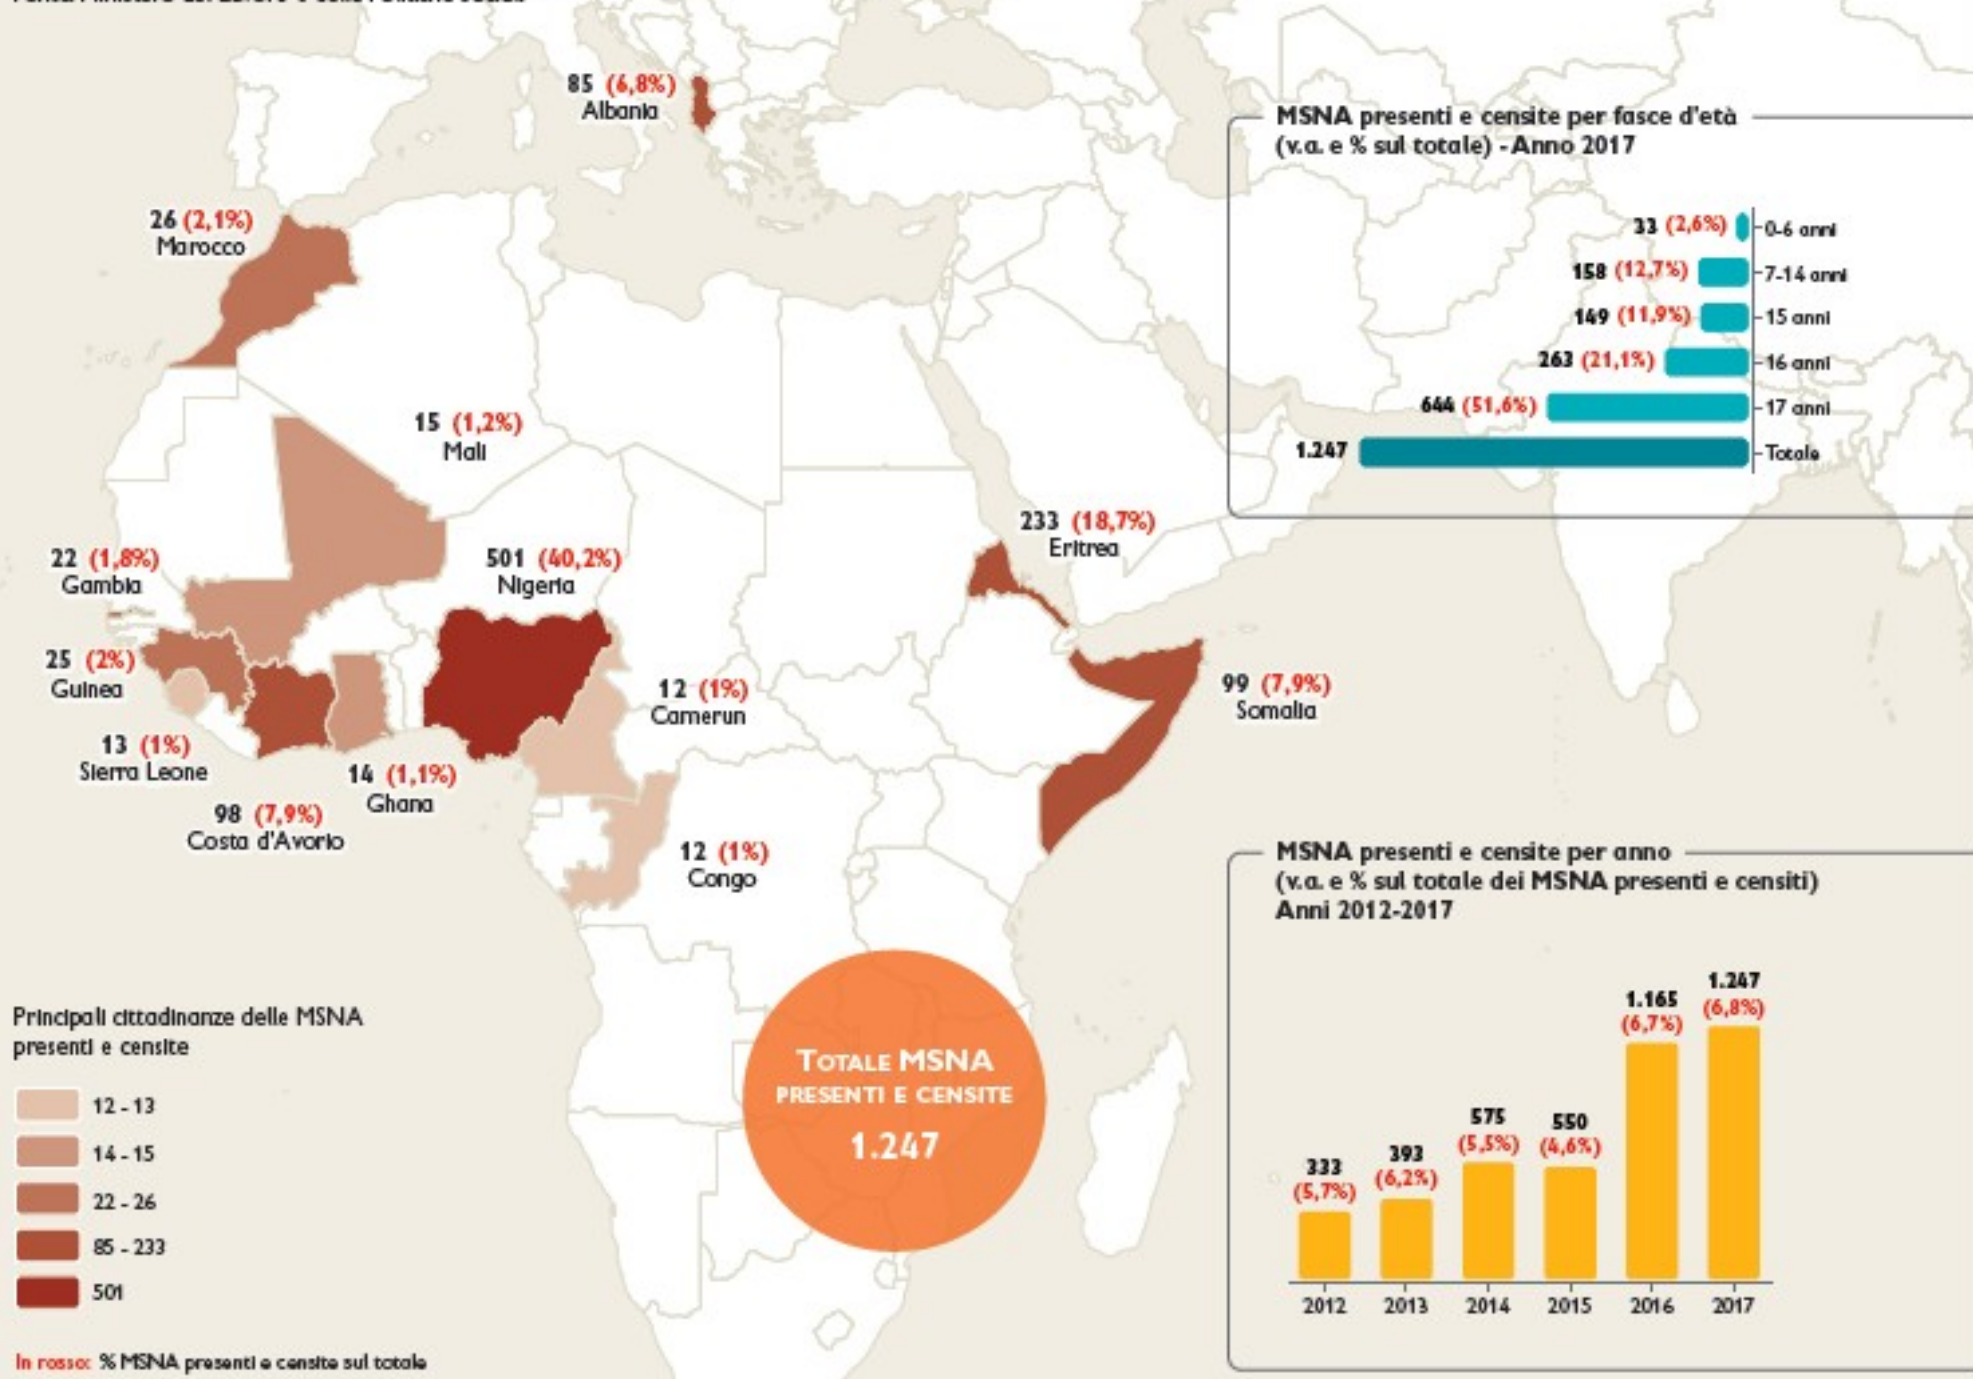 85 (6,8%)
Albania
26 (2,1%)
Marocco
15 (1,2%)
Mali
22 (1,8%)
Gambia
501 (40,2%)
Nigeria
233 (18,7%)
Eritrea
25 (2%)
Guinea
12 (1%)
Camerun
99 (7,9%)
Somalia
13 (1%)
Sierra Leone
14 (1,1%)
Ghana
98 (7,9%)
Costa d'Avorio
12 (1%)
Congo
MSNA presenti e censite per fasce d'età
(v.a. e % sul totale) - Anno 2017
33 (2,6%) 0-6 anni
158 (12,7%) 7-14 anni
149 (11,9%) 15 anni
263 (21,1%) 16 anni
644 (51,6%) 17 anni
1.247 Totale
MSNA presenti e censite per anno
(v.a. e % sul totale dei MSNA presenti e censiti)
Anni 2012-2017
333
(5,7%)
393
(6,2%)
575
(5,5%)
550
(4,6%)
1.165
(6,7%)
1.247
(6,8%)
2012 2013 2014 2015 2016 2017
TOTALE MSNA
PRESENTI E CENSITE
1.247
Principali cittadinanze delle MSNA
presenti e censite
12 - 13
14 - 15
22 - 26
85 - 233
501
In rosso: % MSNA presenti e censite sul totale